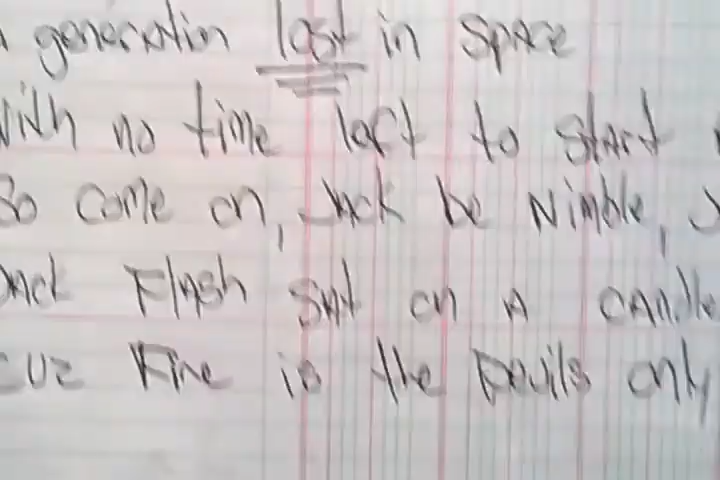 generation lost in space
With no time left to start
So come on, Jack be Nimble, J
Jack Flash Sat on A candle
cuz Fire is the Devils only